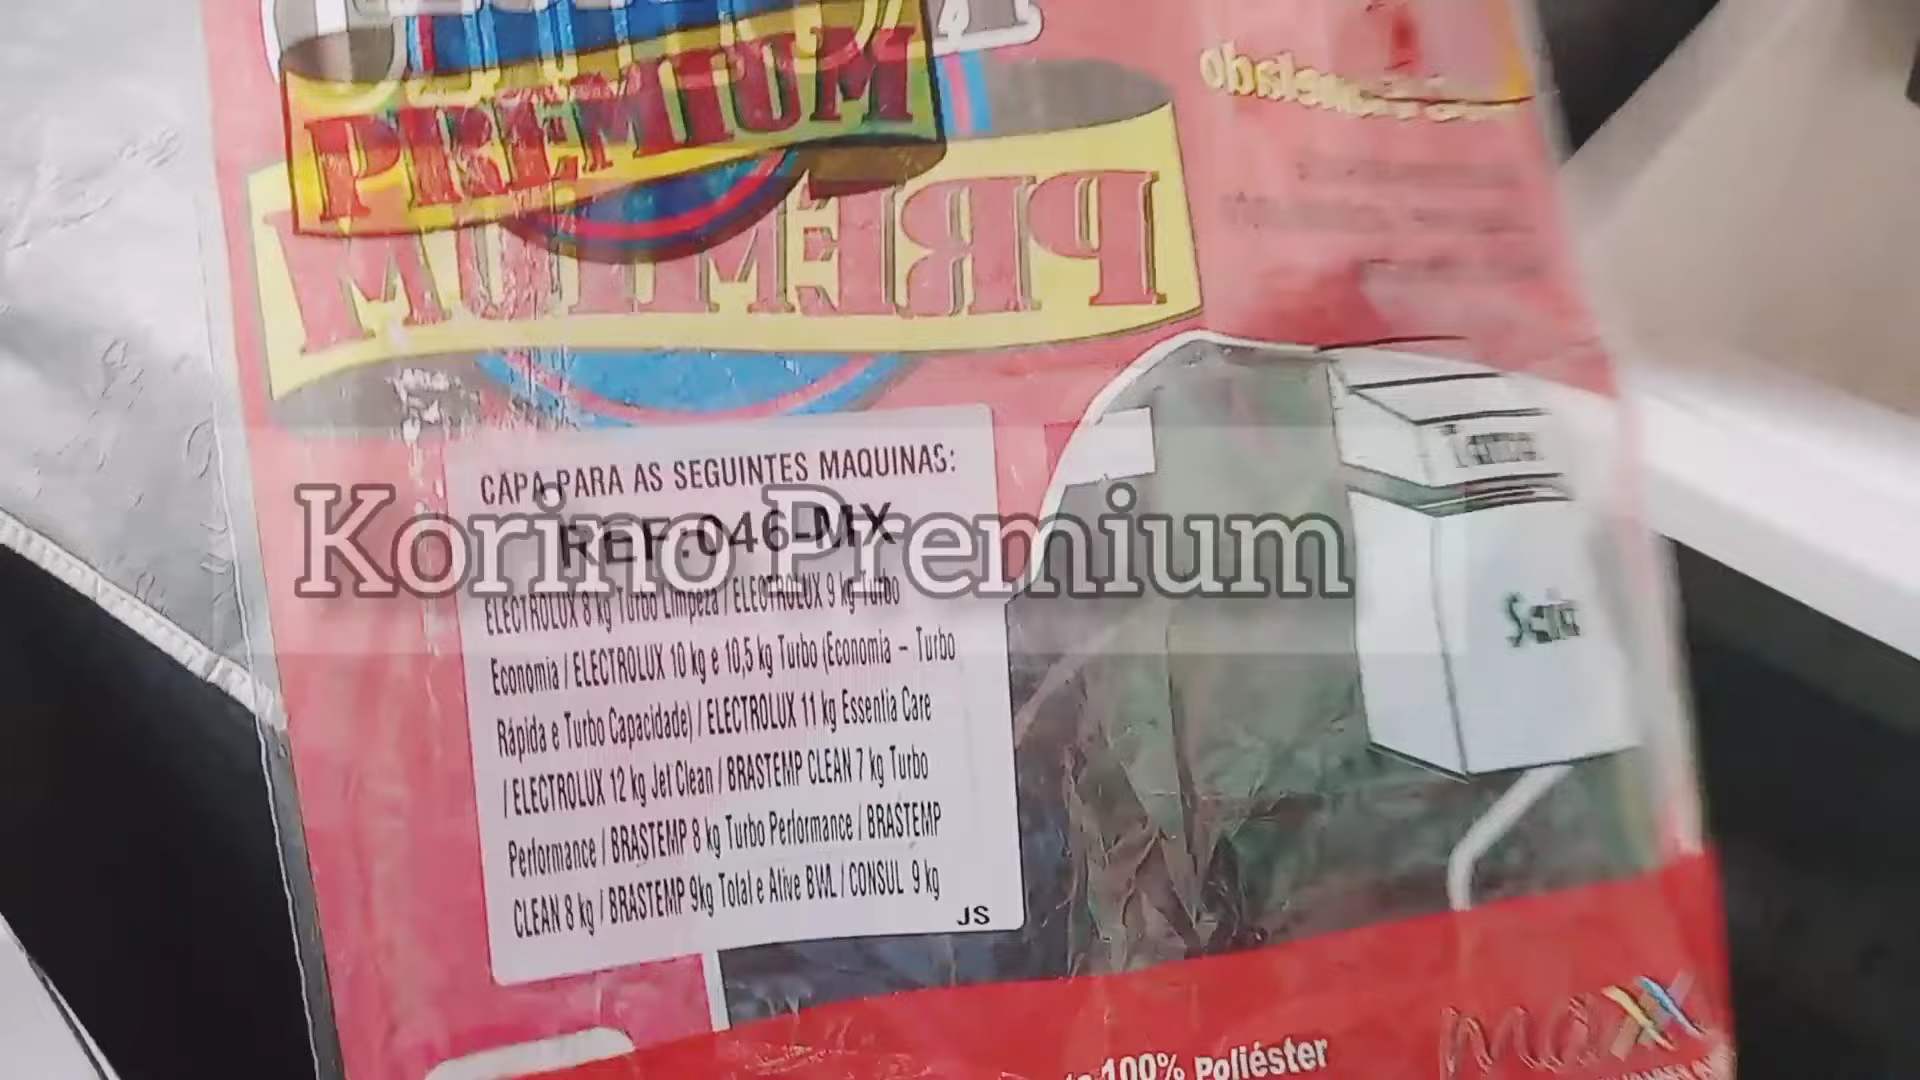 PREMIUM
PREMIUM
CAPA PARA AS SEGUINTES MAQUINAS:
REF:046-MX
Korino Premium
ELECTROLUX 8 kg Turbo Limpeza / ELECTROLUX 9 kg Turbo
Economia / ELECTROLUX 10 kg e 10,5 kg Turbo (Economia – Turbo
Rápida e Turbo Capacidade) / ELECTROLUX 11 kg Essentia Care
/ ELECTROLUX 12 kg Jet Clean / BRASTEMP CLEAN 7 kg Turbo
Performance / BRASTEMP 8 kg Turbo Performance / BRASTEMP
CLEAN 8 kg / BRASTEMP 9kg Total e Ative BWL / CONSUL 9 kg
JS
100% Poliéster
maxx